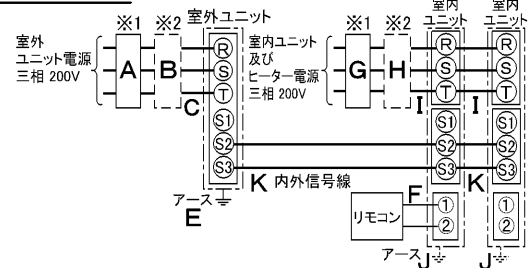 ※1 ※2 室外ユニット
室外
ユニット電源
三相 200V
A
B
C
R
S
T
S1
S2
S3
アース
E
※1 ※2
室内ユニット
及び
ヒーター電源
三相 200V
G
H
室内
ユニット
室内
ユニット
R
S
T
I
S1
S2
S3
R
S
T
I
S1
S2
S3
K 内外信号線
K
F
リモコン
①
②
①
②
アース J
J